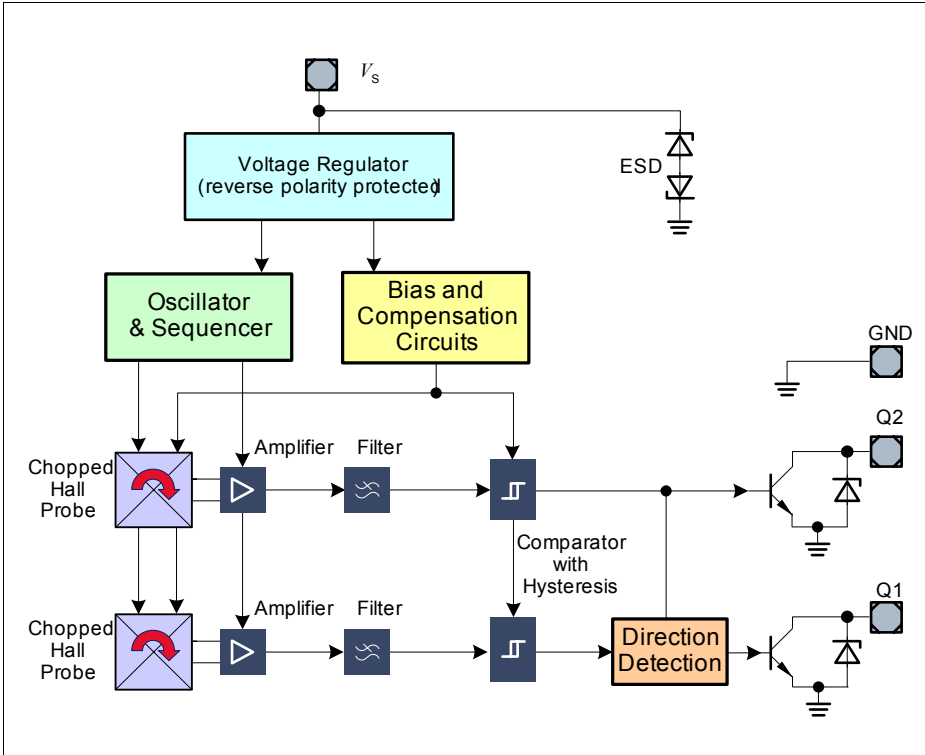 VS
Voltage Regulator
(reverse polarity protected)
ESD
Oscillator
& Sequencer
Bias and
Compensation
Circuits
GND
Q2
Amplifier
Filter
Chopped
Hall
Probe
Comparator
with
Hysteresis
Q1
Amplifier
Filter
Chopped
Hall
Probe
Direction
Detection